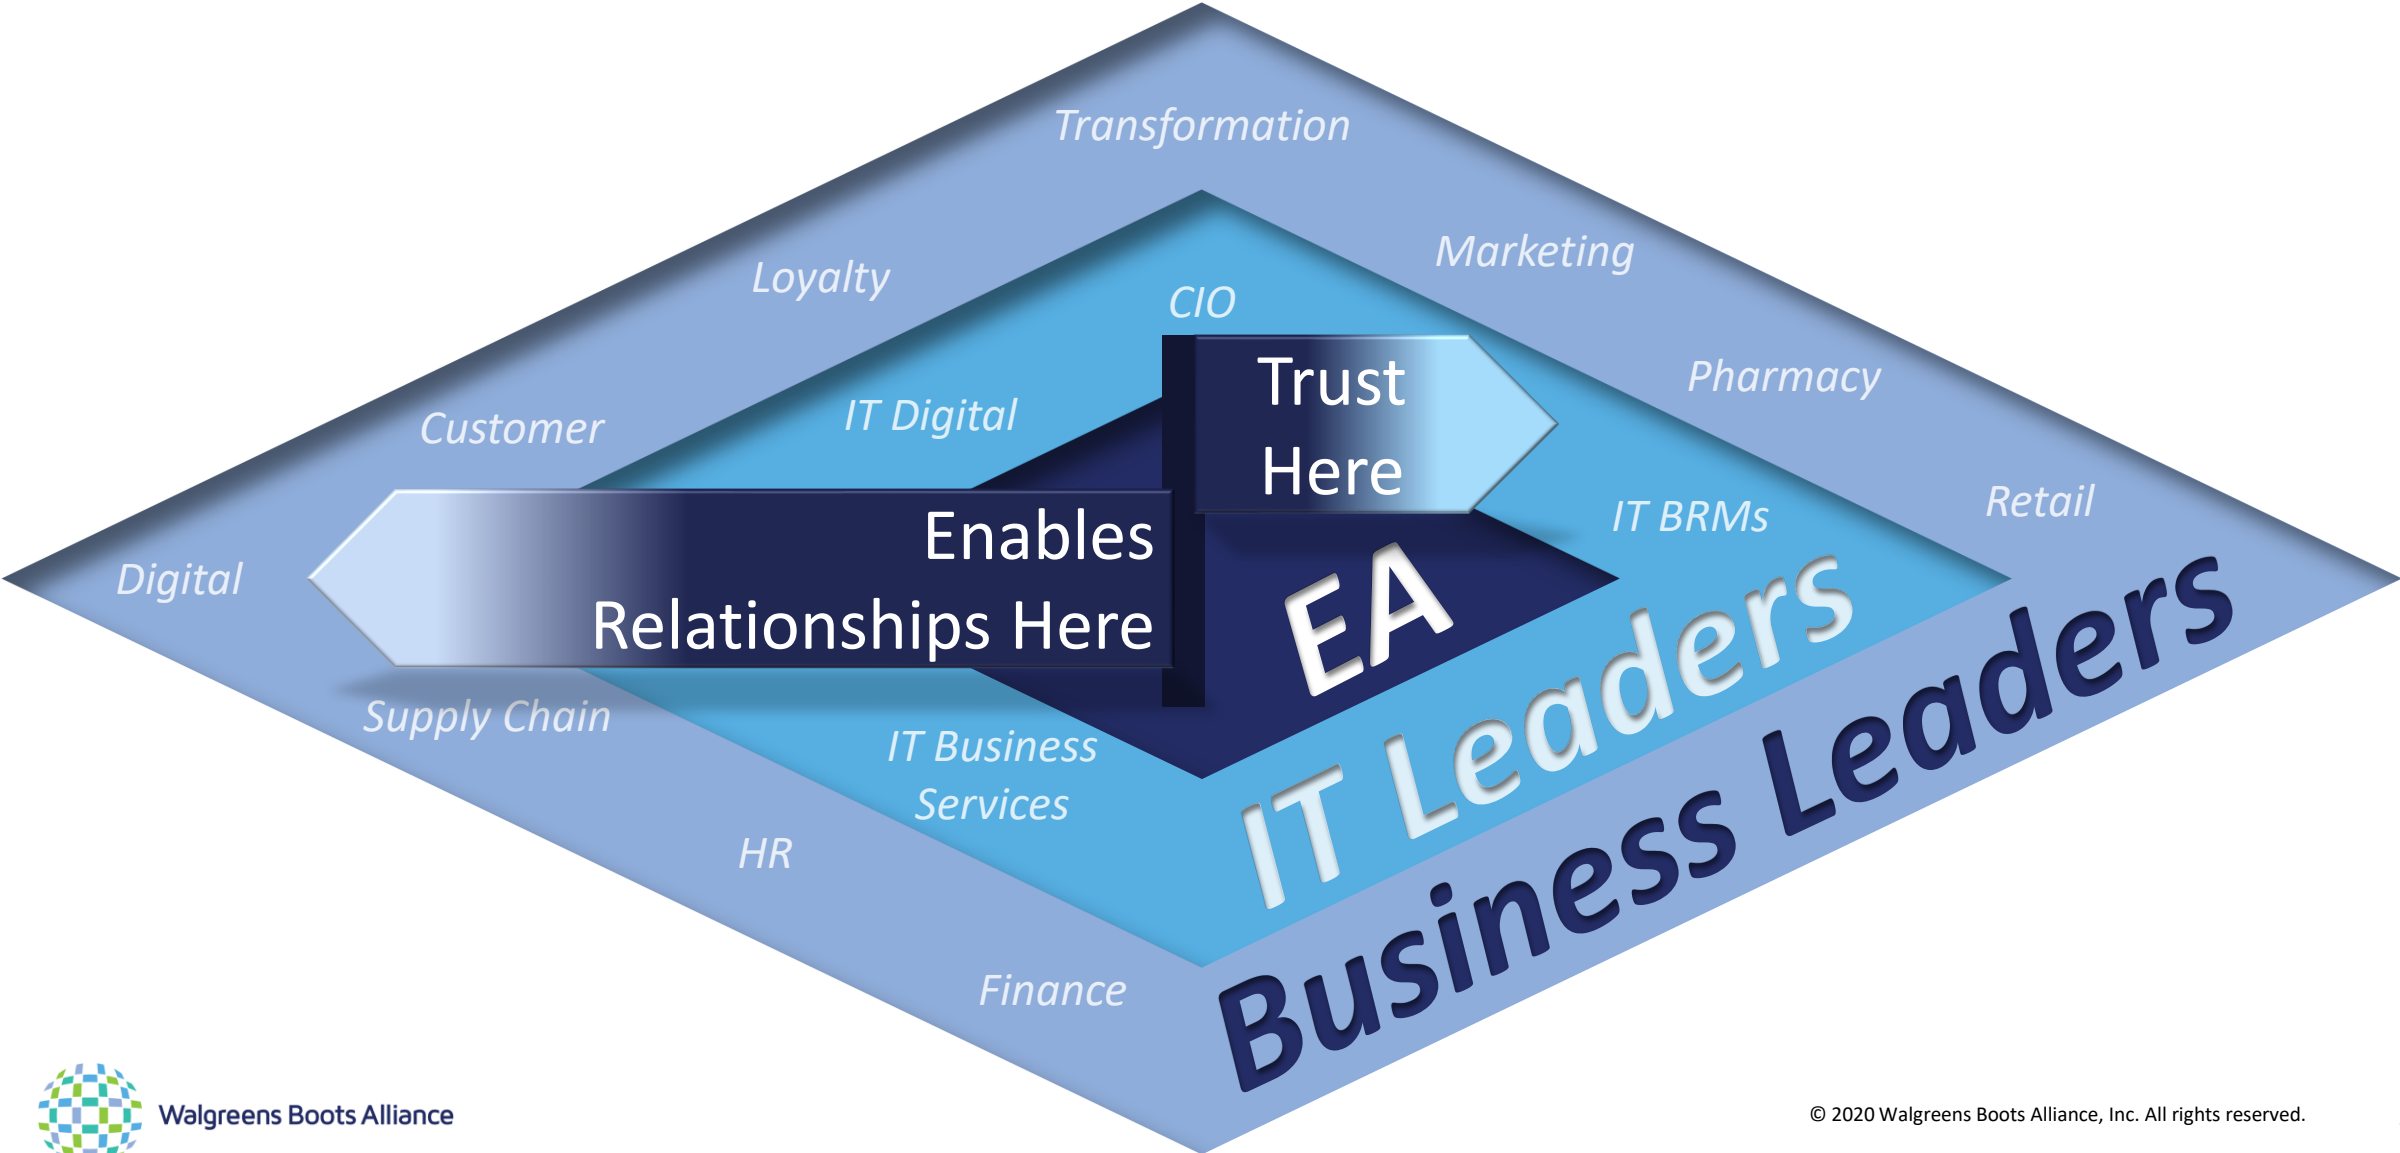 Transformation
Marketing
Loyalty
CIO
Trust
Here
Pharmacy
IT Digital
Customer
Retail
IT BRMs
Enables
Relationships Here
Digital
EA
IT Leaders
Business Leaders
Supply Chain
IT Business
Services
HR
Finance
Walgreens Boots Alliance
© 2020 Walgreens Boots Alliance, Inc. All rights reserved.